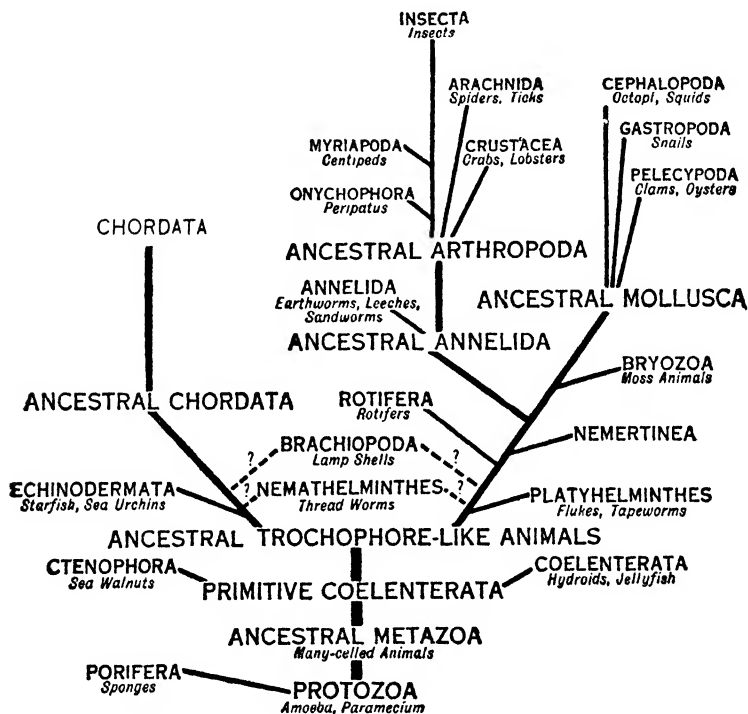 INSECTA
Insects
ARACHNIDA
Spiders, Ticks
CEPHALOPODA
Octopi, Squids
GASTROPODA
Snails
MYRIAPODA
Centipeds
CRUSTACEA
Crabs, Lobsters
PELECYPODA
Clams, Oysters
ONYCHOPHORA
Peripatus
CHORDATA
ANCESTRAL ARTHROPODA
ANNELIDA
Earthworms, Leeches,
Sandworms
ANCESTRAL MOLLUSCA
ANCESTRAL ANNELIDA
BRYOZOA
Moss Animals
ANCESTRAL CHORDATA
ROTIFERA
Rotifers
NEMERTINEA
?
BRACHIOPODA
Lamp Shells
?
ECHINODERMATA
Starfish, Sea Urchins
?
NEMATHELMINTHES
Thread Worms
?
PLATYHELMINTHES
Flukes, Tapeworms
ANCESTRAL TROCHOPHORE-LIKE ANIMALS
CTENOPHORA
Sea Walnuts
COELENTERATA
Hydroids, Jellyfish
PRIMITIVE COELENTERATA
ANCESTRAL METAZOA
Many-celled Animals
PORIFERA
Sponges
PROTOZOA
Amoeba, Paramecium